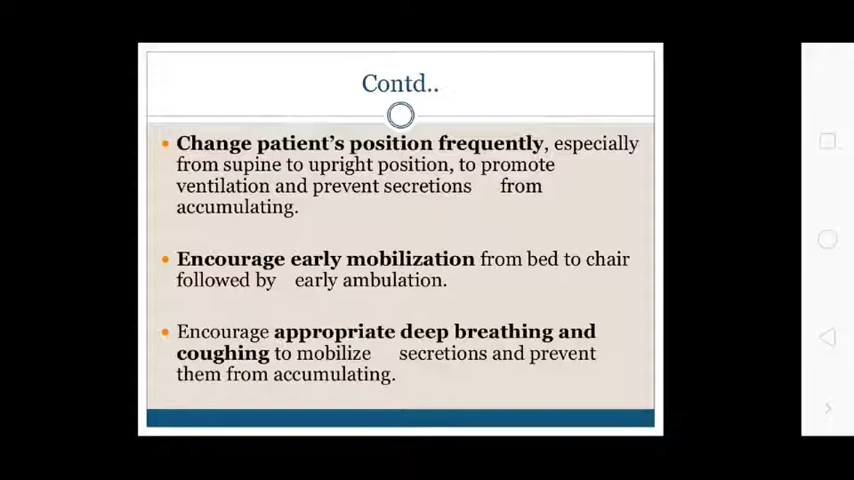 Contd..
• Change patient's position frequently, especially
from supine to upright position, to promote
ventilation and prevent secretions from
accumulating.
• Encourage early mobilization from bed to chair
followed by early ambulation.
• Encourage appropriate deep breathing and
coughing to mobilize secretions and prevent
them from accumulating.